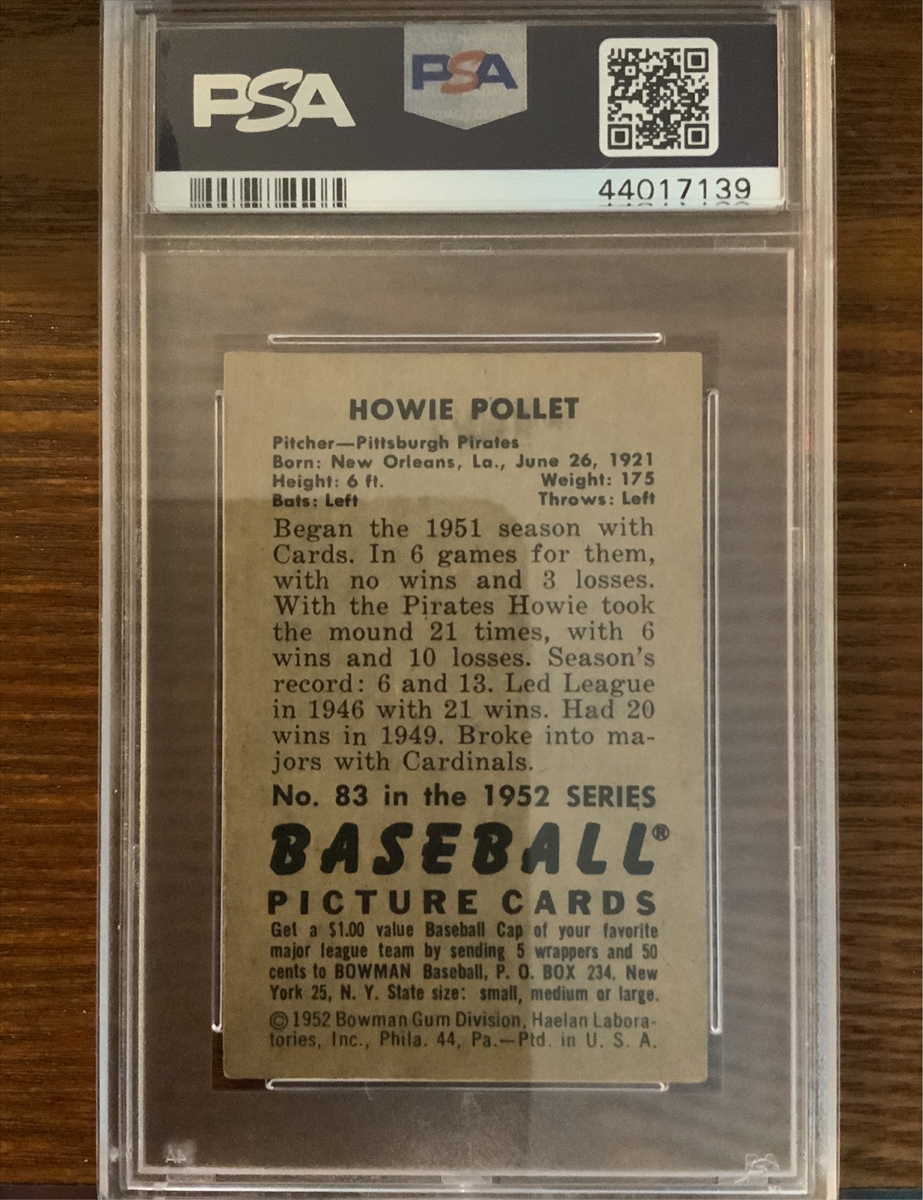 PSA
PSA
44017139
HOWIE POLLET
Pitcher—Pittsburgh Pirates
Born: New Orleans, La., June 26, 1921
Height: 6 ft. Weight: 175
Bats: Left Throws: Left
Began the 1951 season with
Cards. In 6 games for them,
with no wins and 3 losses.
With the Pirates Howie took
the mound 21 times, with 6
wins and 10 losses. Season's
record: 6 and 13. Led League
in 1946 with 21 wins. Had 20
wins in 1949. Broke into ma-
jors with Cardinals.
No. 83 in the 1952 SERIES
BASEBALL®
PICTURE CARDS
Get a $1.00 value Baseball Cap of your favorite
major league team by sending 5 wrappers and 50
cents to BOWMAN Baseball, P. O. BOX 234, New
York 25, N. Y. State size: small, medium or large.
© 1952 Bowman Gum Division, Haelan Labora-
tories, Inc., Phila. 44, Pa.—Ptd. in U. S. A.